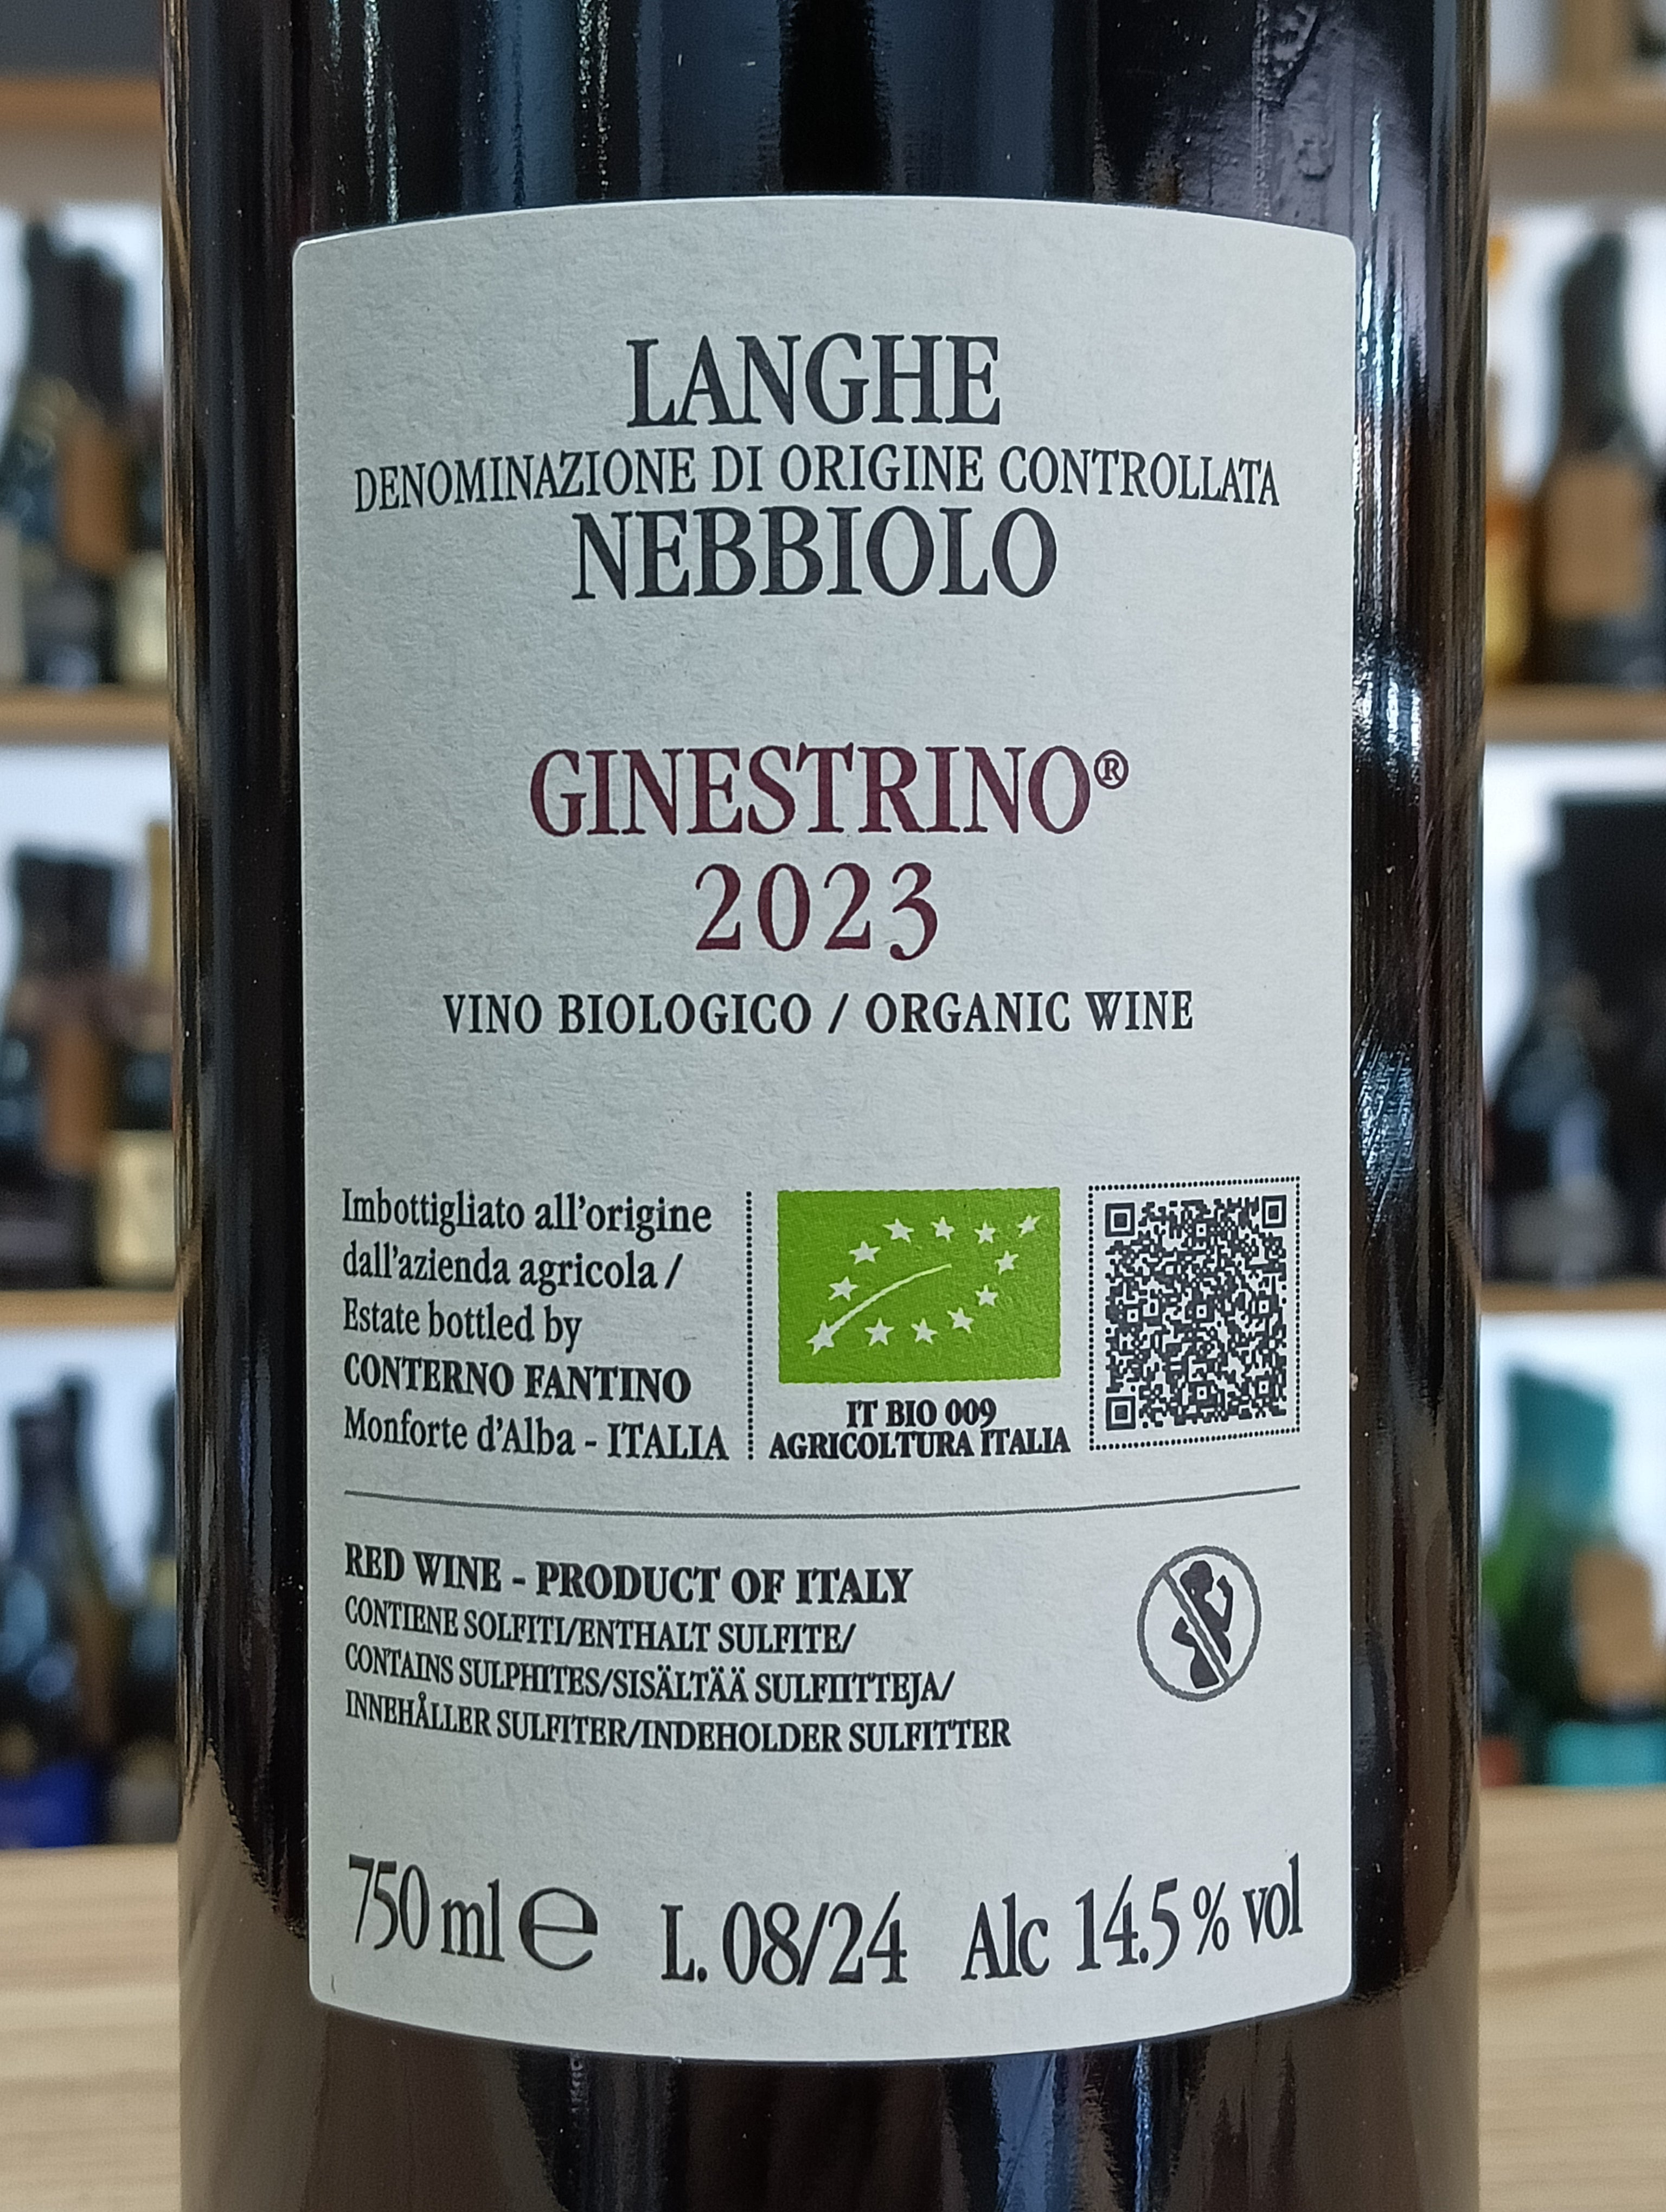 LANGHE
DENOMINAZIONE DI ORIGINE CONTROLLATA
NEBBIOLO
GINESTRINO®
2023
VINO BIOLOGICO / ORGANIC WINE
Imbottigliato all'origine
dall'azienda agricola /
Estate bottled by
CONTERNO FANTINO
Monforte d'Alba - ITALIA
IT BIO 009
AGRICOLTURA ITALIA
RED WINE - PRODUCT OF ITALY
CONTIENE SOLFITI/ENTHALT SULFITE/
CONTAINS SULPHITES/SISÄLTÄÄ SULFIITTEJA/
INNEHÅLLER SULFITER/INDEHOLDER SULFITTER
750 ml e L. 08/24 Alc 14.5 % vol